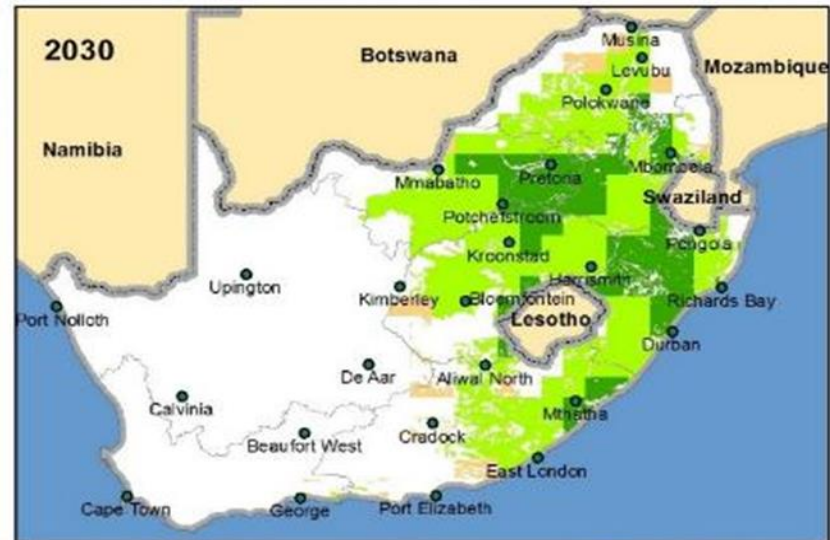 2030
Botswana
Mozambique
Namibia
Musina
Levubu
Polokwane
Mbombela
Mmabatho
Pretoria
Swaziland
Potchefstroom
Pongola
Kroonstad
Harrismith
Upington
Kimberley
Bloemfontein
Richards Bay
Port Nolloth
Lesotho
Durban
De Aar
Aliwal North
Calvinia
Mthatha
Beaufort West
Cradock
East London
Cape Town
George
Port Elizabeth